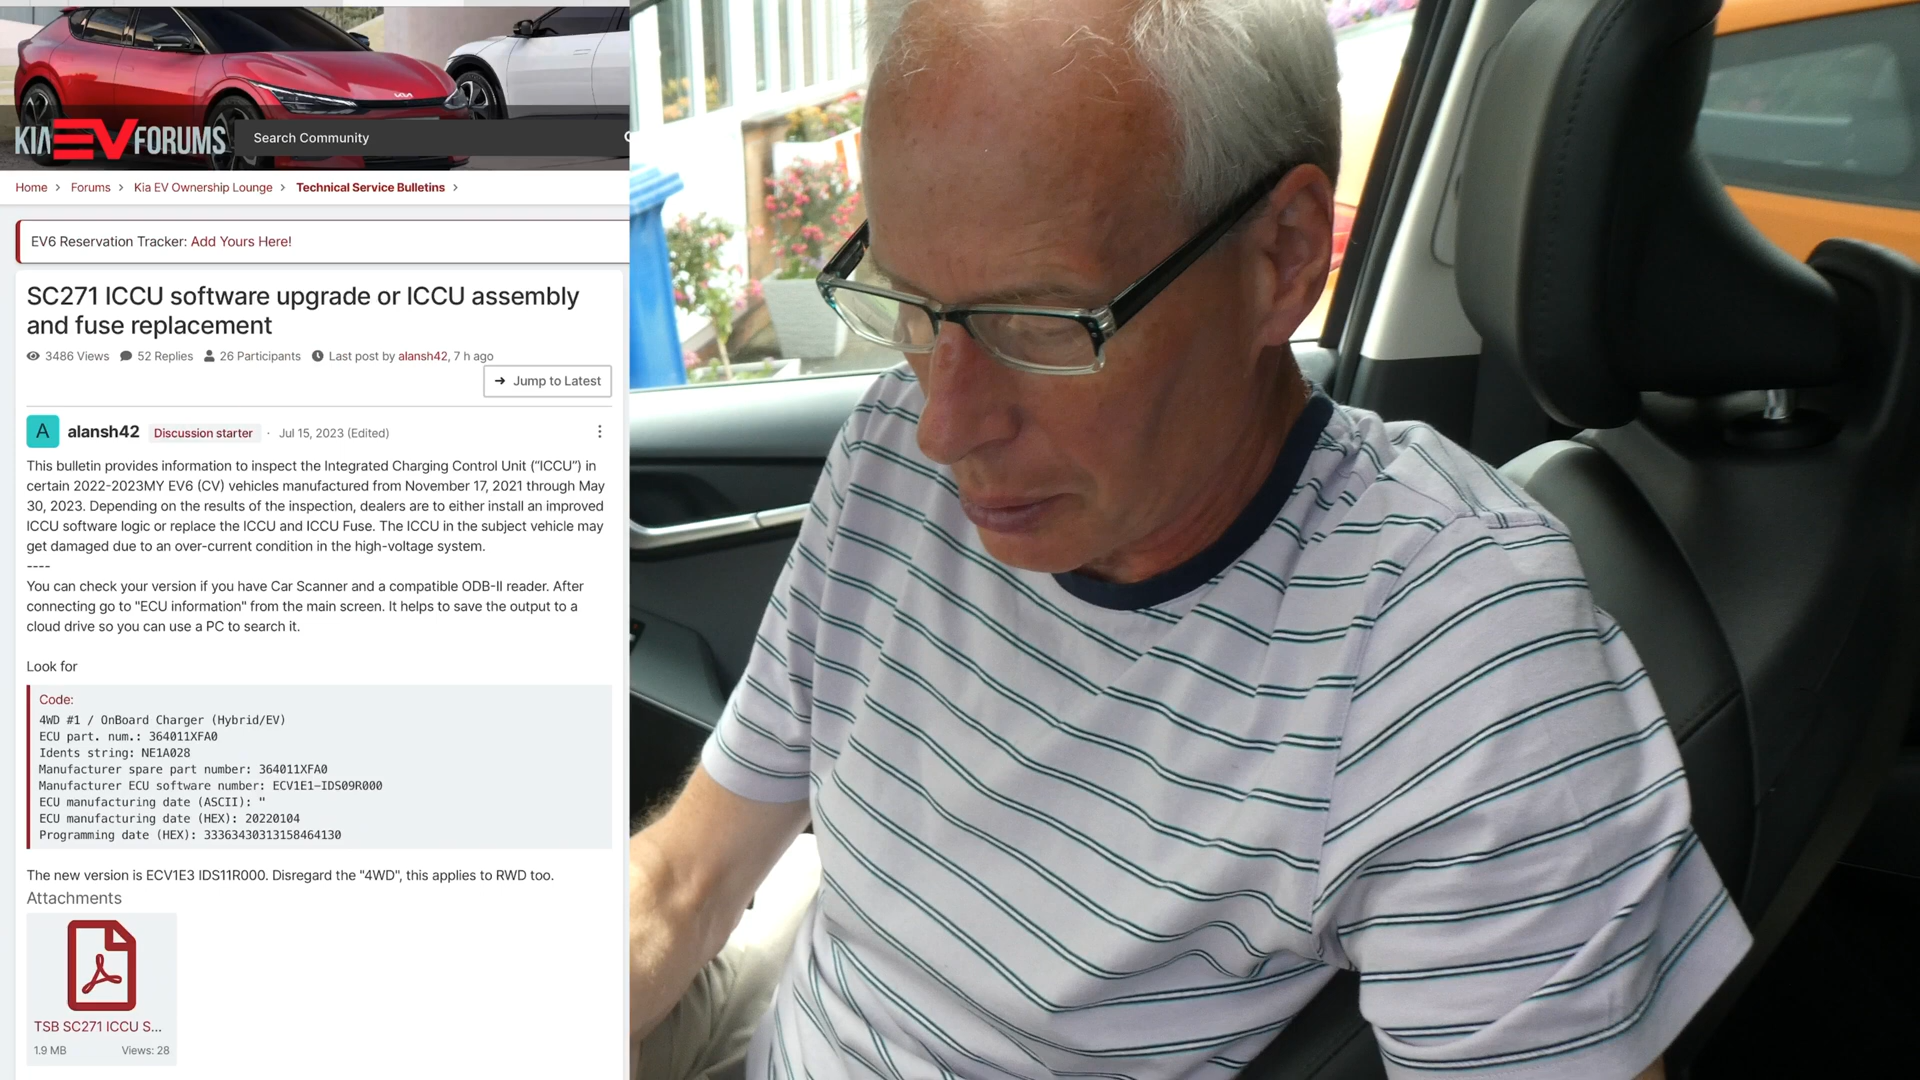 KIA EV FORUMS
Search Community
Home > Forums > Kia EV Ownership Lounge > Technical Service Bulletins >
EV6 Reservation Tracker: Add Yours Here!
SC271 ICCU software upgrade or ICCU assembly
and fuse replacement
3486 Views 52 Replies 26 Participants Last post by alansh42, 7 h ago
→ Jump to Latest
A alansh42 Discussion starter · Jul 15, 2023 (Edited)
This bulletin provides information to inspect the Integrated Charging Control Unit (“ICCU”) in
certain 2022-2023MY EV6 (CV) vehicles manufactured from November 17, 2021 through May
30, 2023. Depending on the results of the inspection, dealers are to either install an improved
ICCU software logic or replace the ICCU and ICCU Fuse. The ICCU in the subject vehicle may
get damaged due to an over-current condition in the high-voltage system.
----
You can check your version if you have Car Scanner and a compatible ODB-II reader. After
connecting go to "ECU information" from the main screen. It helps to save the output to a
cloud drive so you can use a PC to search it.
Look for
Code:
4WD #1 / OnBoard Charger (Hybrid/EV)
ECU part. num.: 364011XFA0
Idents string: NE1A028
Manufacturer spare part number: 364011XFA0
Manufacturer ECU software number: ECV1E1-IDS09R000
ECU manufacturing date (ASCII): "
ECU manufacturing date (HEX): 20220104
Programming date (HEX): 33363430313158464130
The new version is ECV1E3 IDS11R000. Disregard the "4WD", this applies to RWD too.
Attachments
TSB SC271 ICCU S...
1.9 MB Views: 28